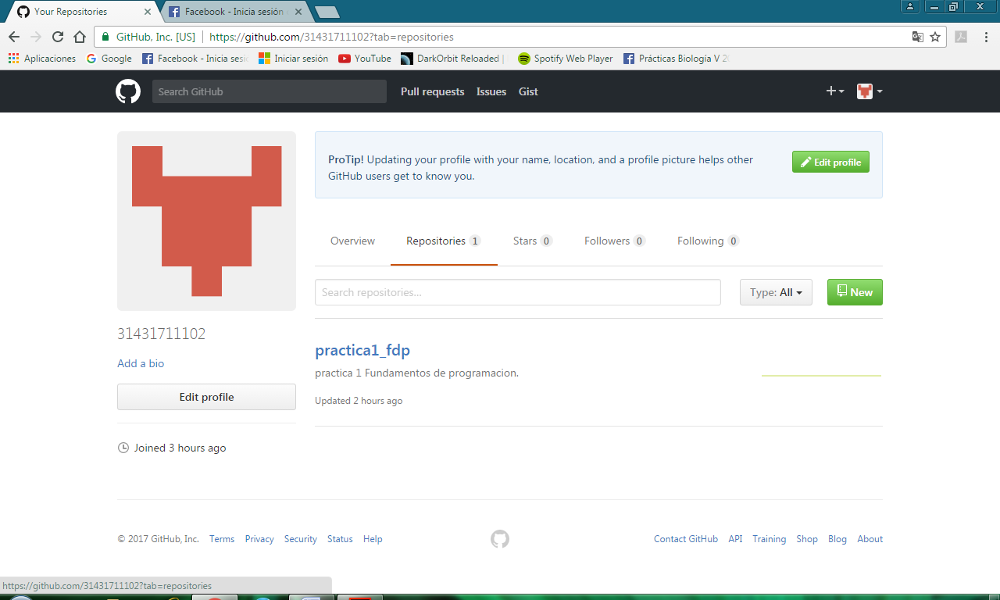 Your Repositories
Facebook - Inicia sesión
GitHub, Inc. [US] https://github.com/31431711102?tab=repositories
Aplicaciones Google Facebook - Inicia Iniciar sesión YouTube DarkOrbit Reloaded | Spotify Web Player Prácticas Biología V
Search GitHub Pull requests Issues Gist
ProTip! Updating your profile with your name, location, and a profile picture helps other
GitHub users get to know you.
Edit profile
Overview Repositories 1 Stars 0 Followers 0 Following 0
Search repositories... Type: All New
31431711102
Add a bio
Edit profile
Joined 3 hours ago
practica1_fdp
practica 1 Fundamentos de programacion.
Updated 2 hours ago
© 2017 GitHub, Inc. Terms Privacy Security Status Help Contact GitHub API Training Shop Blog About
https://github.com/31431711102?tab=repositories